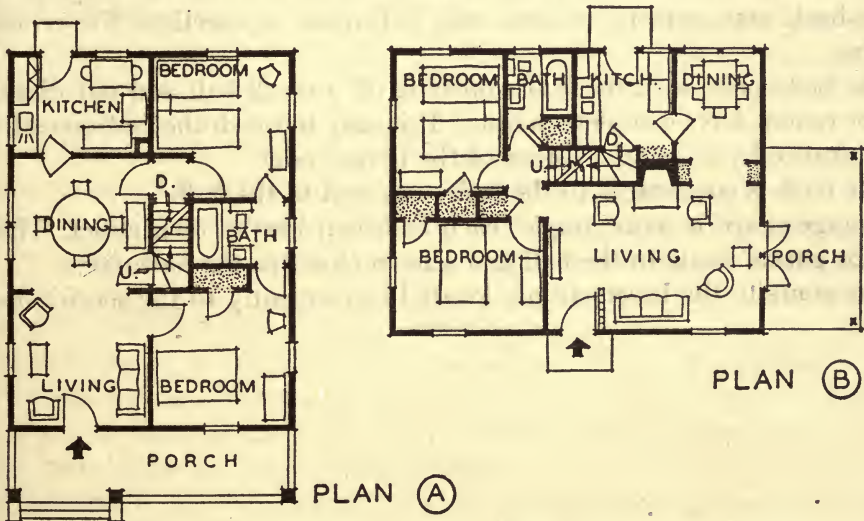 BEDROOM
KITCHEN
D
DINING
BATH
U
LIVING
BEDROOM
PORCH
PLAN A
BEDROOM
BATH
KITCH
DINING
D
U
BEDROOM
LIVING
PORCH
PLAN B